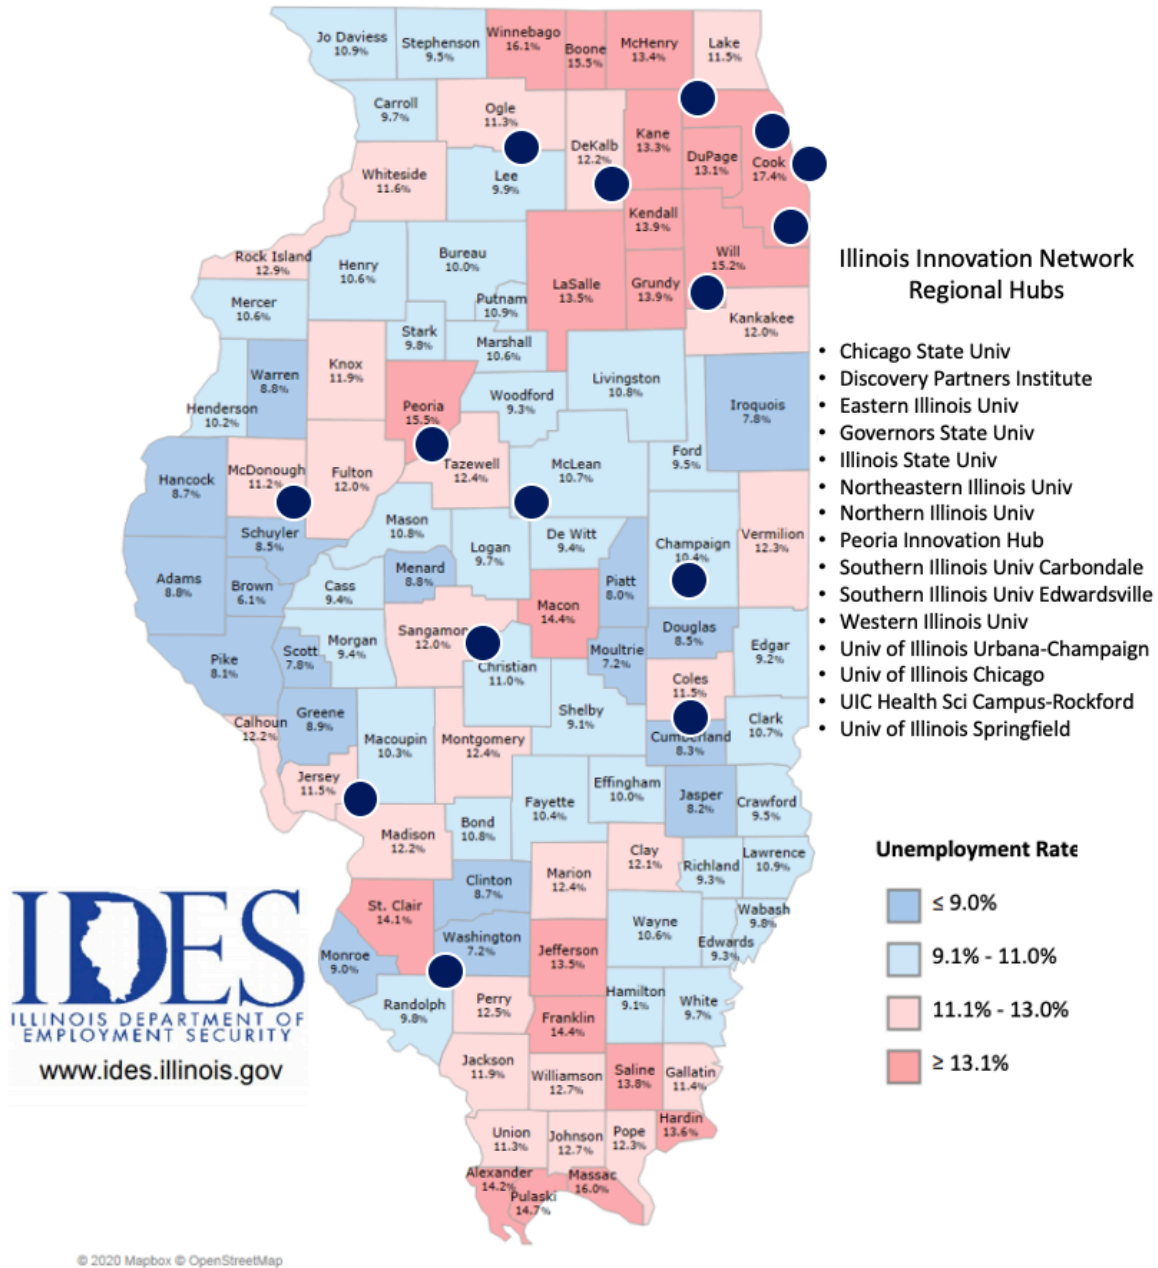 Jo Daviess
10.9%
Stephenson
9.5%
Winnebago
16.1%
Boone
15.5%
McHenry
13.4%
Lake
11.5%
Carroll
9.7%
Ogle
11.3%
DeKalb
12.2%
Kane
13.3%
DuPage
13.1%
Cook
17.4%
Whiteside
11.6%
Lee
9.9%
Kendall
13.9%
Will
15.2%
Rock Island
12.9%
Henry
10.6%
Bureau
10.0%
Putnam
10.9%
LaSalle
13.5%
Grundy
13.9%
Kankakee
12.0%
Mercer
10.6%
Stark
9.8%
Marshall
10.6%
Knox
11.9%
Warren
8.8%
Henderson
10.2%
Peoria
15.5%
Woodford
9.3%
Livingston
10.8%
Iroquois
7.8%
Ford
9.5%
Hancock
8.7%
McDonough
11.2%
Fulton
12.0%
Tazewell
12.4%
McLean
10.7%
Schuyler
8.5%
Mason
10.8%
Logan
9.7%
De Witt
9.4%
Champaign
10.4%
Vermilion
12.3%
Adams
8.8%
Brown
6.1%
Cass
9.4%
Menard
8.8%
Macon
14.4%
Piatt
8.0%
Douglas
8.5%
Edgar
9.2%
Pike
8.1%
Scott
7.8%
Morgan
9.4%
Sangamon
12.0%
Christian
11.0%
Moultrie
7.2%
Coles
11.5%
Shelby
9.1%
Cumberland
8.3%
Clark
10.7%
Calhoun
12.2%
Greene
8.9%
Macoupin
10.3%
Montgomery
12.4%
Jersey
11.5%
Fayette
10.4%
Effingham
10.0%
Jasper
8.2%
Crawford
9.5%
Madison
12.2%
Bond
10.8%
Clay
12.1%
Richland
9.3%
Lawrence
10.9%
Clinton
8.7%
Marion
12.4%
St. Clair
14.1%
Wayne
10.6%
Wabash
9.8%
Edwards
9.3%
Monroe
9.0%
Washington
7.2%
Jefferson
13.5%
Randolph
9.8%
Perry
12.5%
Hamilton
9.1%
White
9.7%
Franklin
14.4%
Jackson
11.9%
Williamson
12.7%
Saline
13.8%
Gallatin
11.4%
Union
11.3%
Johnson
12.7%
Pope
12.3%
Hardin
13.6%
Alexander
14.2%
Pulaski
14.7%
Massac
16.0%
Illinois Innovation Network
Regional Hubs
• Chicago State Univ
• Discovery Partners Institute
• Eastern Illinois Univ
• Governors State Univ
• Illinois State Univ
• Northeastern Illinois Univ
• Northern Illinois Univ
• Peoria Innovation Hub
• Southern Illinois Univ Carbondale
• Southern Illinois Univ Edwardsville
• Western Illinois Univ
• Univ of Illinois Urbana-Champaign
• Univ of Illinois Chicago
• UIC Health Sci Campus-Rockford
• Univ of Illinois Springfield
Unemployment Rate
≤ 9.0%
9.1% - 11.0%
11.1% - 13.0%
≥ 13.1%
IDES
ILLINOIS DEPARTMENT OF
EMPLOYMENT SECURITY
www.ides.illinois.gov
© 2020 Mapbox © OpenStreetMap